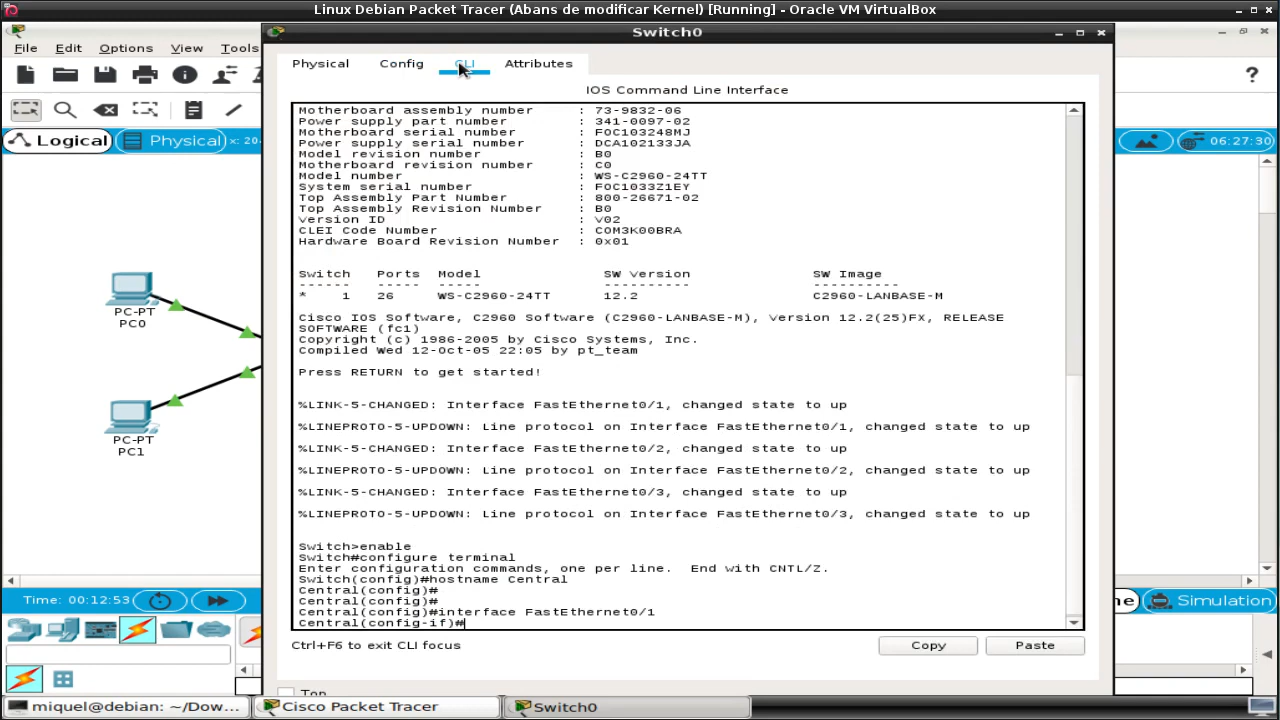 Linux Debian Packet Tracer (Abans de modificar Kernel) [Running] - Oracle VM VirtualBox
Switch0
File Edit Options View Tools
Physical Config CLI Attributes
IOS Command Line Interface
Logical Physical x: 20
06:27:30
Motherboard assembly number : 73-9832-06
Power supply part number : 341-0097-02
Motherboard serial number : FOC103248MJ
Power supply serial number : DCA102133JA
Model revision number : B0
Motherboard revision number : C0
Model number : WS-C2960-24TT
System serial number : FOC1033Z1EY
Top Assembly Part Number : 800-26671-02
Top Assembly Revision Number : B0
Version ID : V02
CLEI Code Number : COM3K00BRA
Hardware Board Revision Number : 0x01
Switch Ports Model SW Version SW Image
------ ----- ----- ---------- ----------
* 1 26 WS-C2960-24TT 12.2 C2960-LANBASE-M
Cisco IOS Software, C2960 Software (C2960-LANBASE-M), Version 12.2(25)FX, RELEASE
SOFTWARE (fc1)
Copyright (c) 1986-2005 by Cisco Systems, Inc.
Compiled Wed 12-Oct-05 22:05 by pt_team
Press RETURN to get started!
%LINK-5-CHANGED: Interface FastEthernet0/1, changed state to up
%LINEPROTO-5-UPDOWN: Line protocol on Interface FastEthernet0/1, changed state to up
%LINK-5-CHANGED: Interface FastEthernet0/2, changed state to up
%LINEPROTO-5-UPDOWN: Line protocol on Interface FastEthernet0/2, changed state to up
%LINK-5-CHANGED: Interface FastEthernet0/3, changed state to up
%LINEPROTO-5-UPDOWN: Line protocol on Interface FastEthernet0/3, changed state to up
Switch>enable
Switch#configure terminal
Enter configuration commands, one per line. End with CNTL/Z.
Switch(config)#hostname Central
Central(config)#
Central(config)#
Central(config)#interface FastEthernet0/1
Central(config-if)#
Ctrl+F6 to exit CLI focus
Copy Paste
Top
PC-PT
PC0
PC-PT
PC1
Time: 00:12:53
me Simulation
miquel@debian: ~/Dow...
Cisco Packet Tracer
Switch0